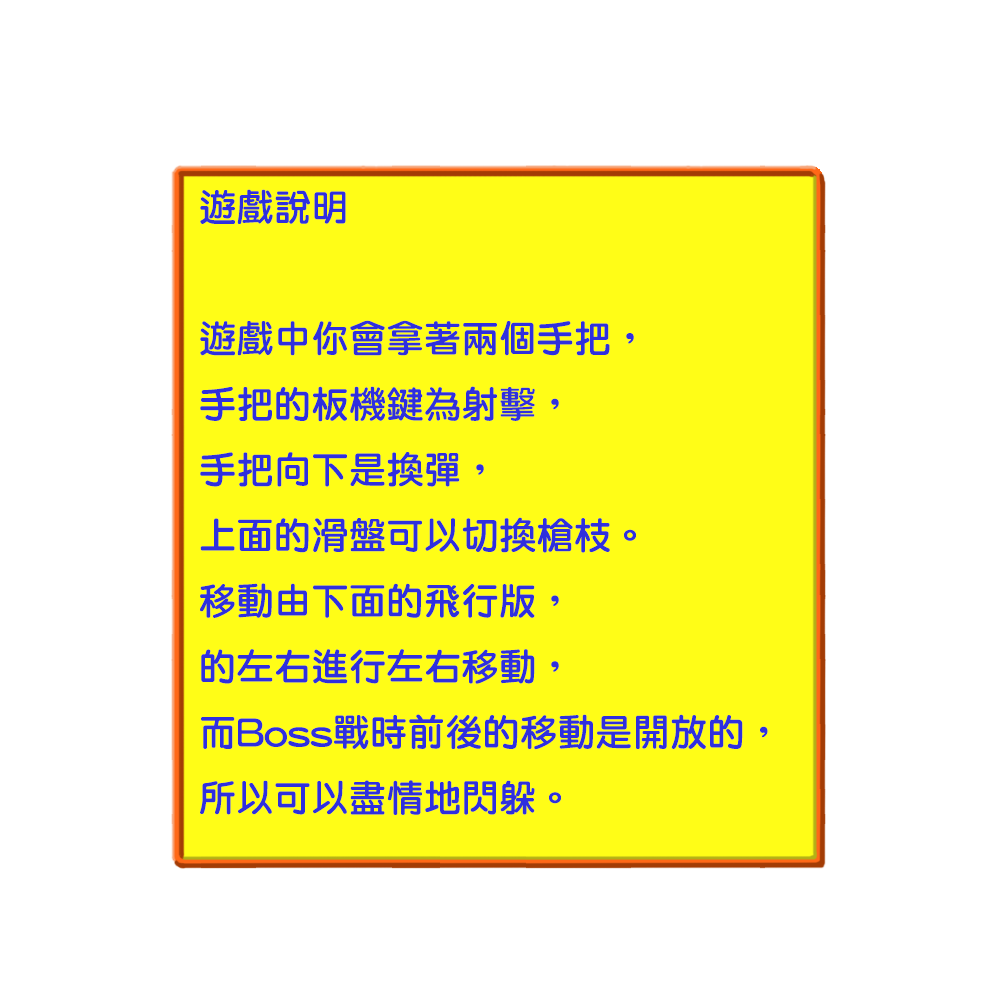 遊戲說明
遊戲中你會拿著兩個手把，
手把的板機鍵為射擊，
手把向下是換彈，
上面的滑盤可以切換槍枝。
移動由下面的飛行版，
的左右進行左右移動，
而Boss戰時前後的移動是開放的，
所以可以盡情地閃躲。